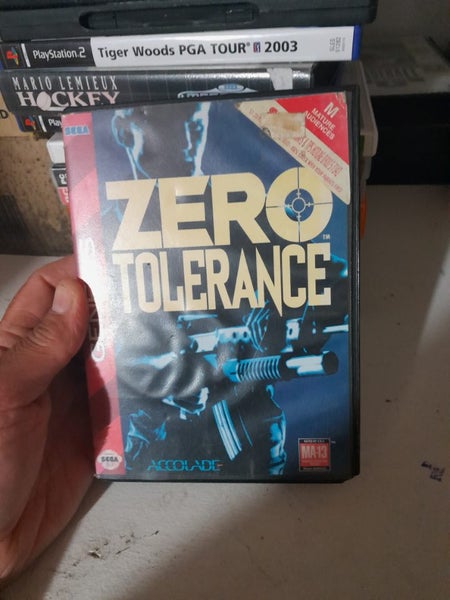 PlayStation 2
Tiger Woods PGA TOUR 2003
MARIO LEMIEUX
HOCKEY
SEGA
M
MATURE
AUDIENCES
ZERO
TOLERANCE
TM
ACCOLADE
SEGA
MA-13